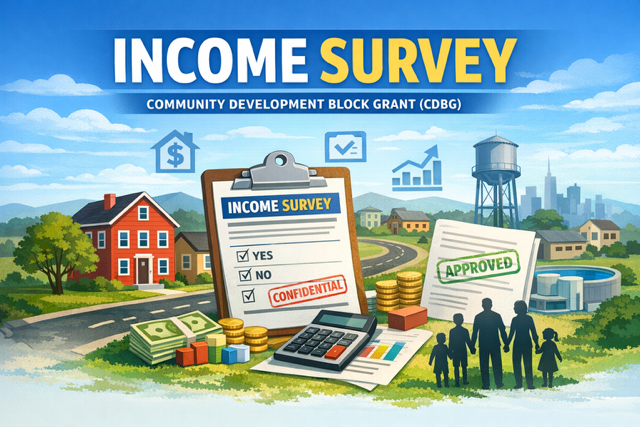 INCOME SURVEY
COMMUNITY DEVELOPMENT BLOCK GRANT (CDBG)
$
INCOME SURVEY
YES
NO
CONFIDENTIAL
APPROVED